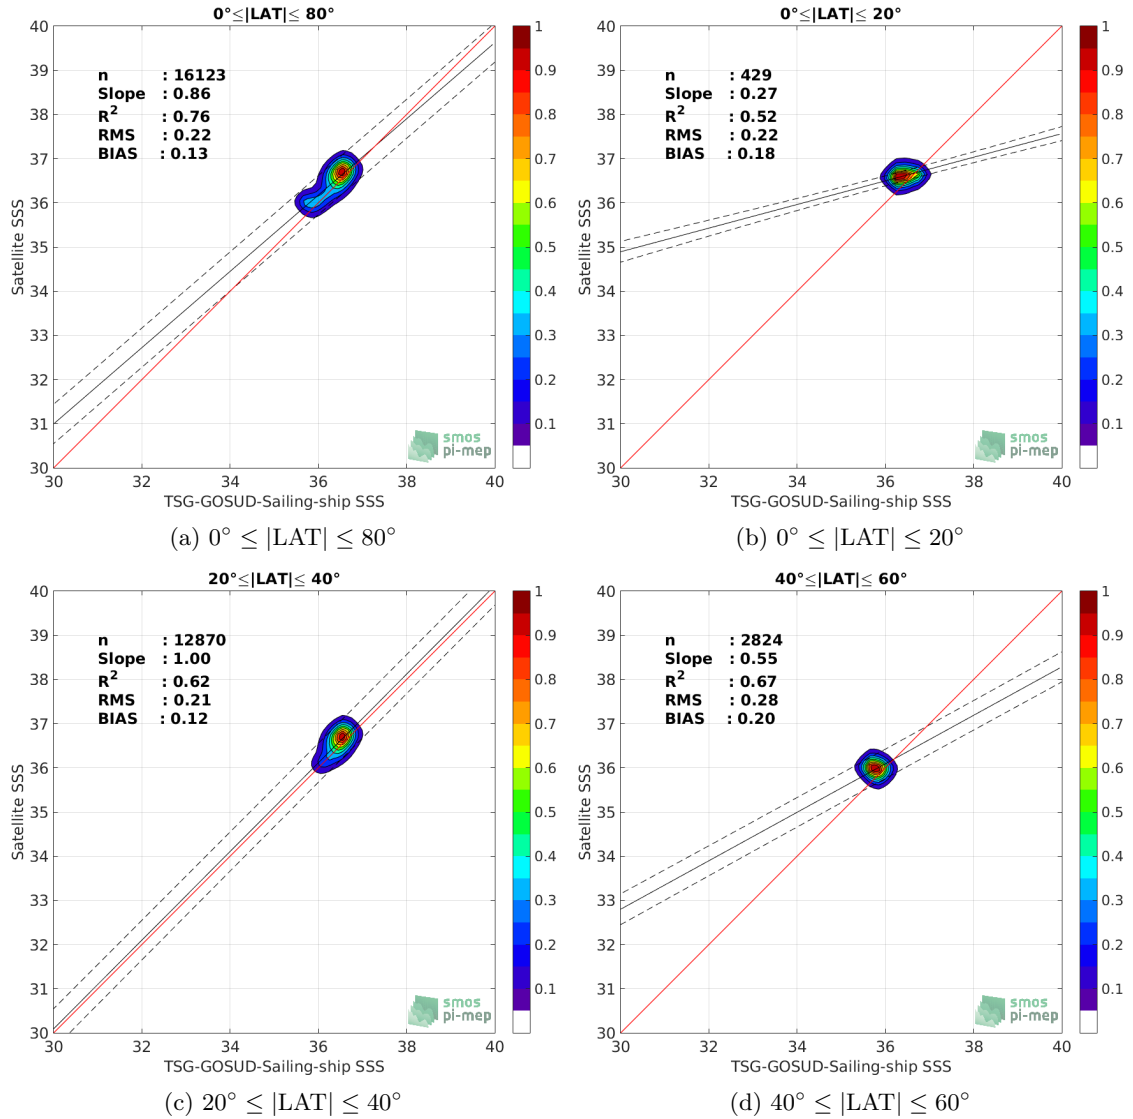 0°≤|LAT|≤ 80°
40
39
38
37
36
35
34
33
32
31
30
30
32
34
36
38
40
Satellite SSS
TSG-GOSUD-Sailing-ship SSS
n : 16123
Slope : 0.86
R2 : 0.76
RMS : 0.22
BIAS : 0.13
smos
pi-mep
1
0.9
0.8
0.7
0.6
0.5
0.4
0.3
0.2
0.1
(a) 0° ≤ |LAT| ≤ 80°
0°≤|LAT|≤ 20°
40
39
38
37
36
35
34
33
32
31
30
30
32
34
36
38
40
Satellite SSS
TSG-GOSUD-Sailing-ship SSS
n : 429
Slope : 0.27
R2 : 0.52
RMS : 0.22
BIAS : 0.18
smos
pi-mep
1
0.9
0.8
0.7
0.6
0.5
0.4
0.3
0.2
0.1
(b) 0° ≤ |LAT| ≤ 20°
20°≤|LAT|≤ 40°
40
39
38
37
36
35
34
33
32
31
30
30
32
34
36
38
40
Satellite SSS
TSG-GOSUD-Sailing-ship SSS
n : 12870
Slope : 1.00
R2 : 0.62
RMS : 0.21
BIAS : 0.12
smos
pi-mep
1
0.9
0.8
0.7
0.6
0.5
0.4
0.3
0.2
0.1
(c) 20° ≤ |LAT| ≤ 40°
40°≤|LAT|≤ 60°
40
39
38
37
36
35
34
33
32
31
30
30
32
34
36
38
40
Satellite SSS
TSG-GOSUD-Sailing-ship SSS
n : 2824
Slope : 0.55
R2 : 0.67
RMS : 0.28
BIAS : 0.20
smos
pi-mep
1
0.9
0.8
0.7
0.6
0.5
0.4
0.3
0.2
0.1
(d) 40° ≤ |LAT| ≤ 60°